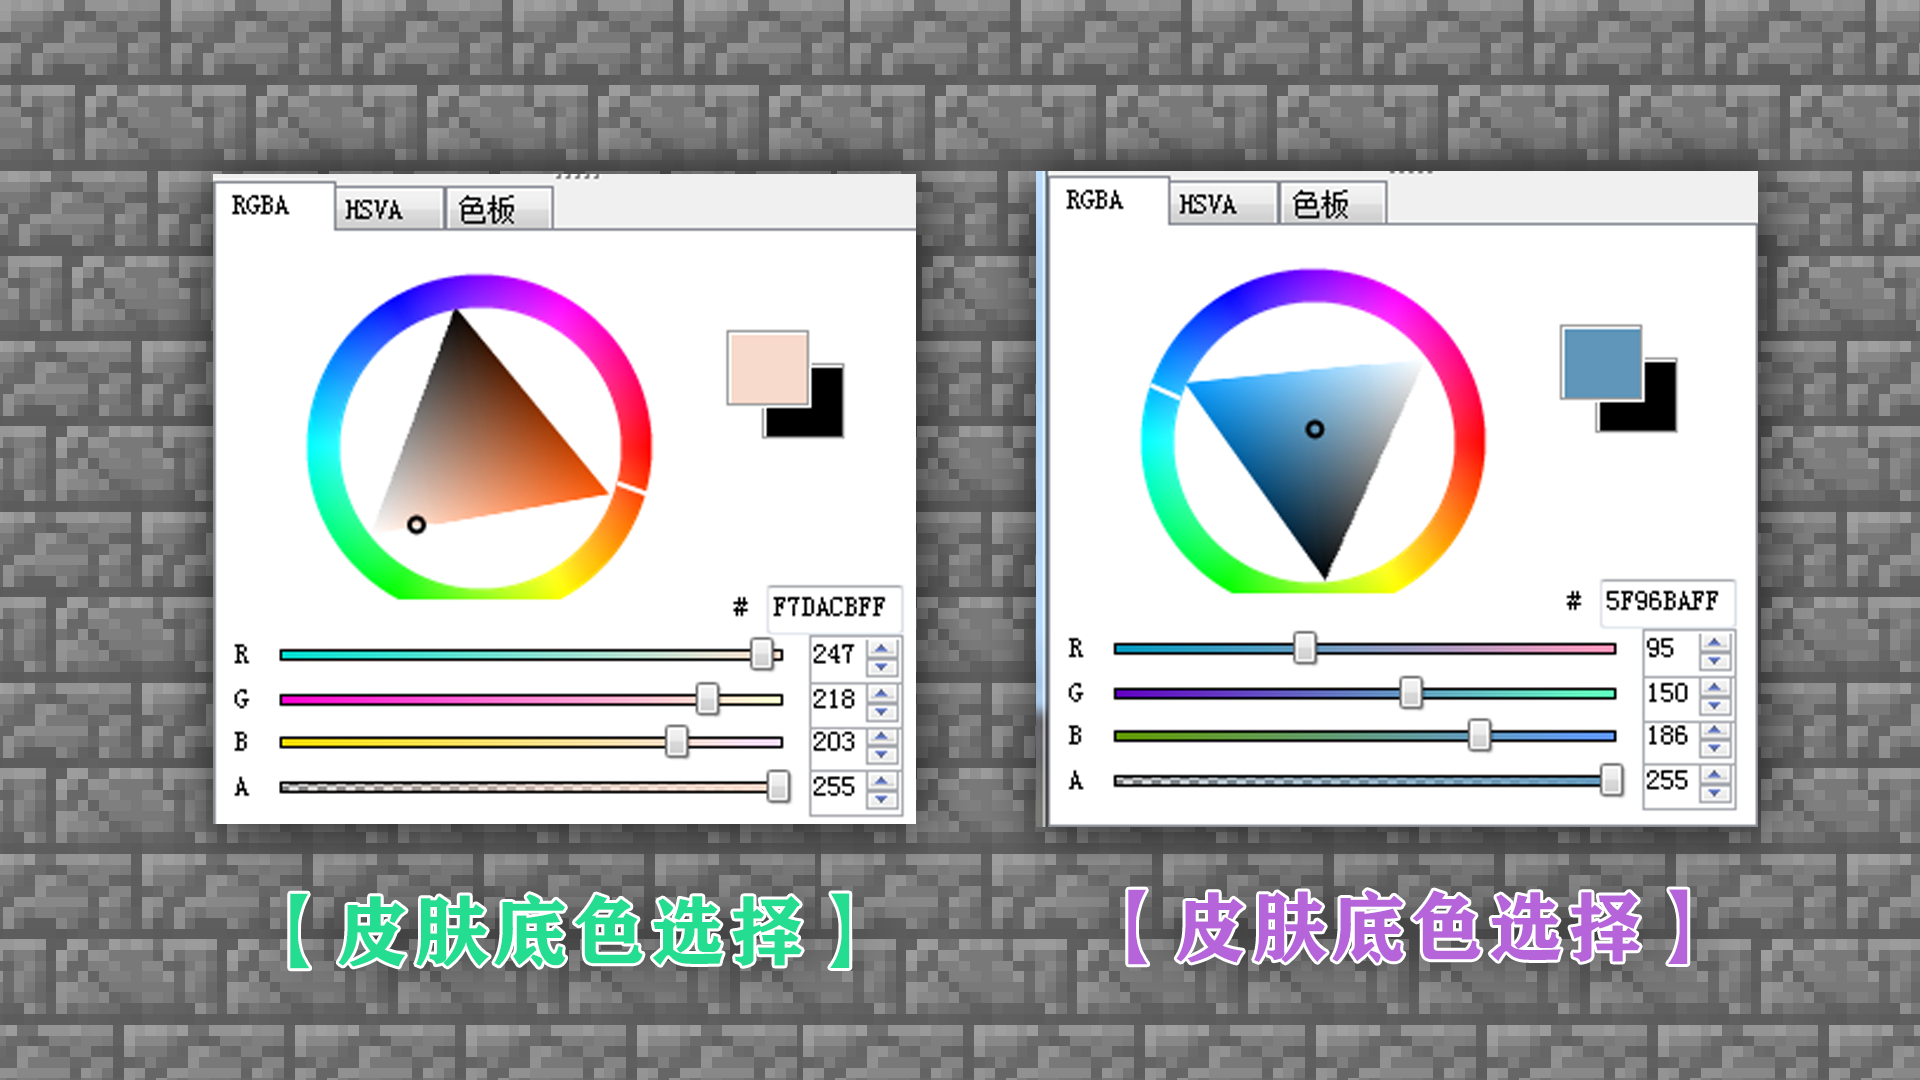 RGBA HSVA 色板
# F7DACBFF
R 247
G 218
B 203
A 255
【皮肤底色选择】
RGBA HSVA 色板
# 5F96BAFF
R 95
G 150
B 186
A 255
【皮肤底色选择】